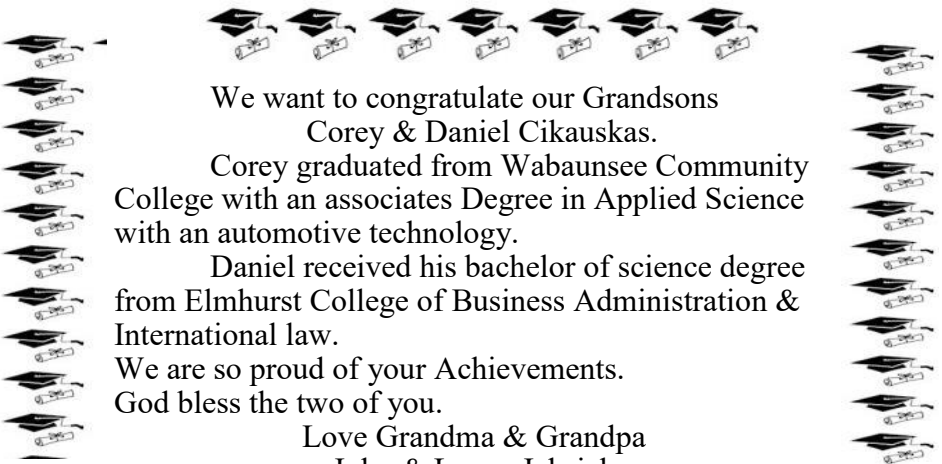 We want to congratulate our Grandsons
Corey & Daniel Cikauskas.
Corey graduated from Wabaunsee Community
College with an associates Degree in Applied Science
with an automotive technology.
Daniel received his bachelor of science degree
from Elmhurst College of Business Administration &
International law.
We are so proud of your Achievements.
God bless the two of you.
Love Grandma & Grandpa
&